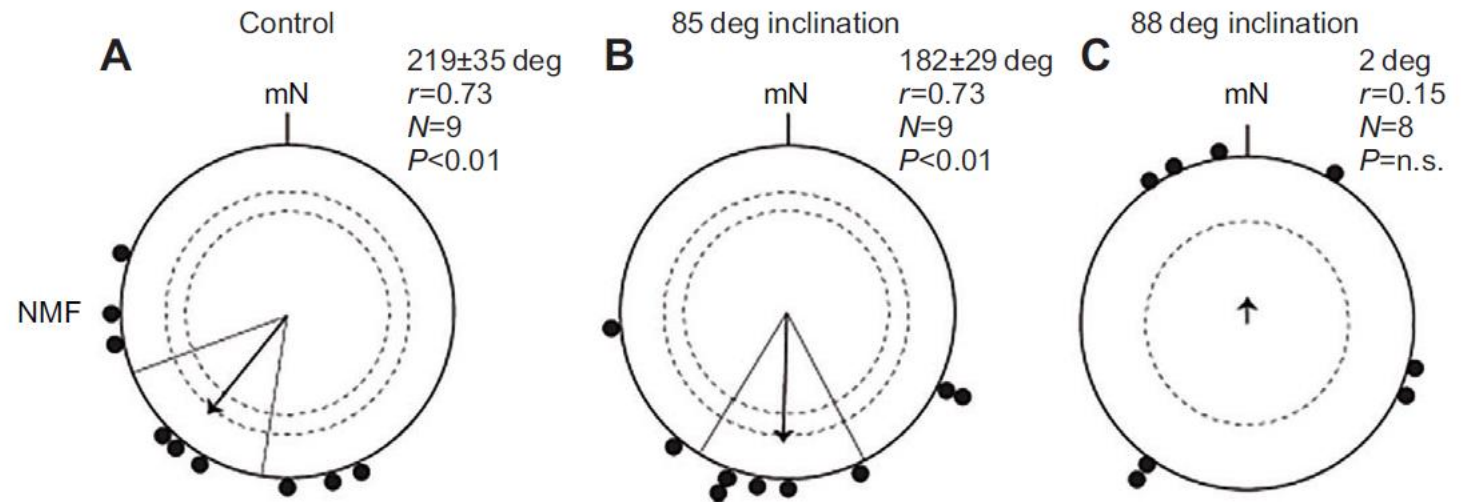 Control
A
219±35 deg
mN
r=0.73
N=9
P<0.01
NMF
85 deg inclination
B
182±29 deg
mN
r=0.73
N=9
P<0.01
88 deg inclination
C
2 deg
mN
r=0.15
N=8
P=n.s.